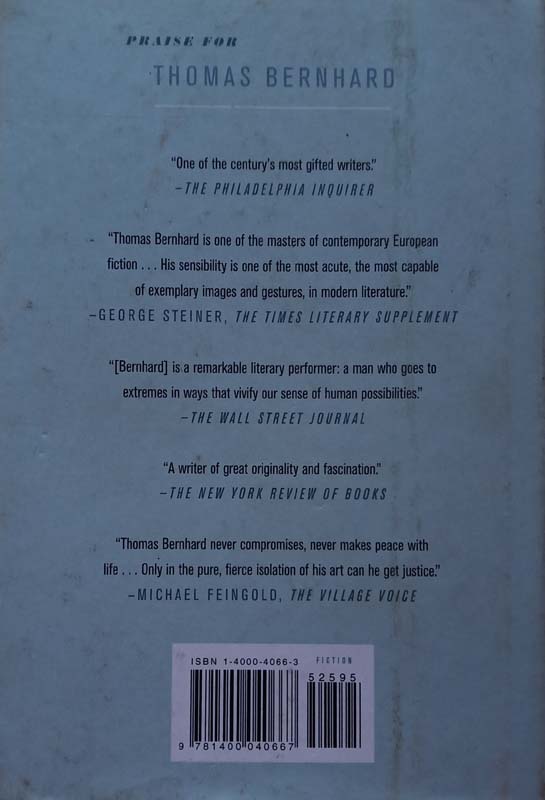 PRAISE FOR
THOMAS BERNHARD
“One of the century’s most gifted writers.”
–THE PHILADELPHIA INQUIRER
“Thomas Bernhard is one of the masters of contemporary European
fiction . . . His sensibility is one of the most acute, the most capable
of exemplary images and gestures, in modern literature.”
–GEORGE STEINER, THE TIMES LITERARY SUPPLEMENT
“[Bernhard] is a remarkable literary performer: a man who goes to
extremes in ways that vivify our sense of human possibilities.”
–THE WALL STREET JOURNAL
“A writer of great originality and fascination.”
–THE NEW YORK REVIEW OF BOOKS
“Thomas Bernhard never compromises, never makes peace with
life . . . Only in the pure, fierce isolation of his art can he get justice.”
–MICHAEL FEINGOLD, THE VILLAGE VOICE
ISBN 1-4000-4066-3 FICTION
52595
9 781400 040667